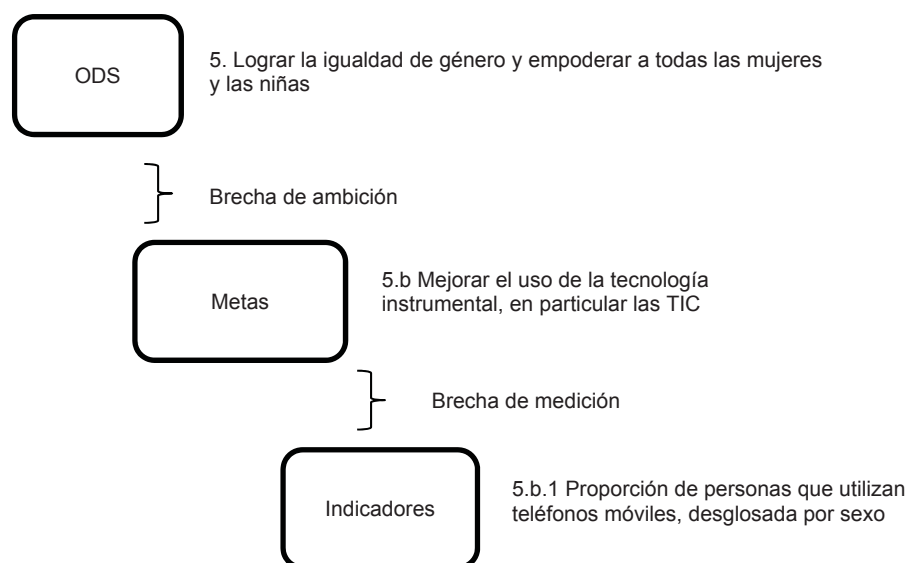 ODS
5. Lograr la igualdad de género y empoderar a todas las mujeres
y las niñas
Brecha de ambición
Metas
5.b Mejorar el uso de la tecnología
instrumental, en particular las TIC
Brecha de medición
Indicadores
5.b.1 Proporción de personas que utilizan
teléfonos móviles, desglosada por sexo